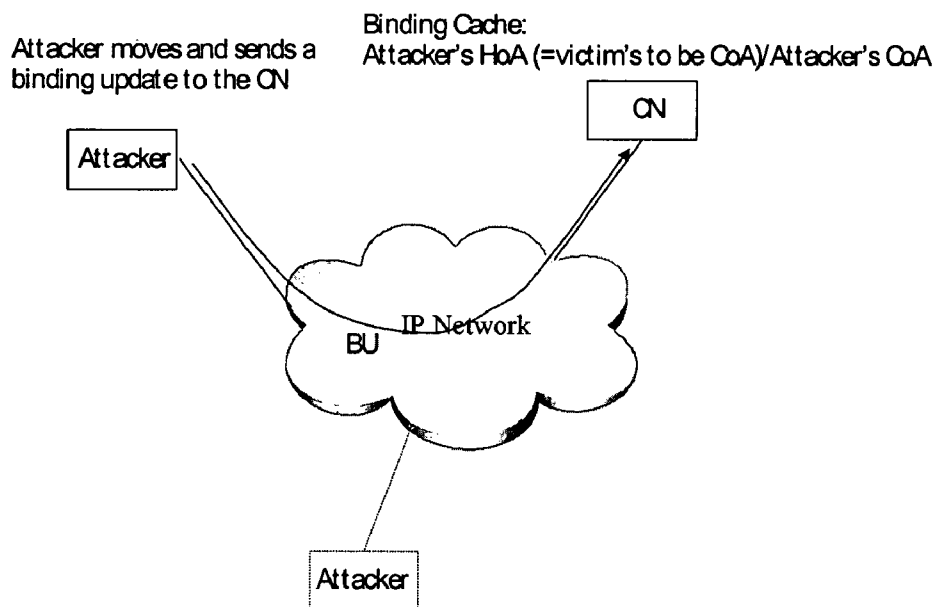 Attacker moves and sends a
binding update to the CN
Binding Cache:
Attacker's HoA (=victim's to be CoA)/Attacker's CoA
CN
Attacker
IP Network
BU
Attacker